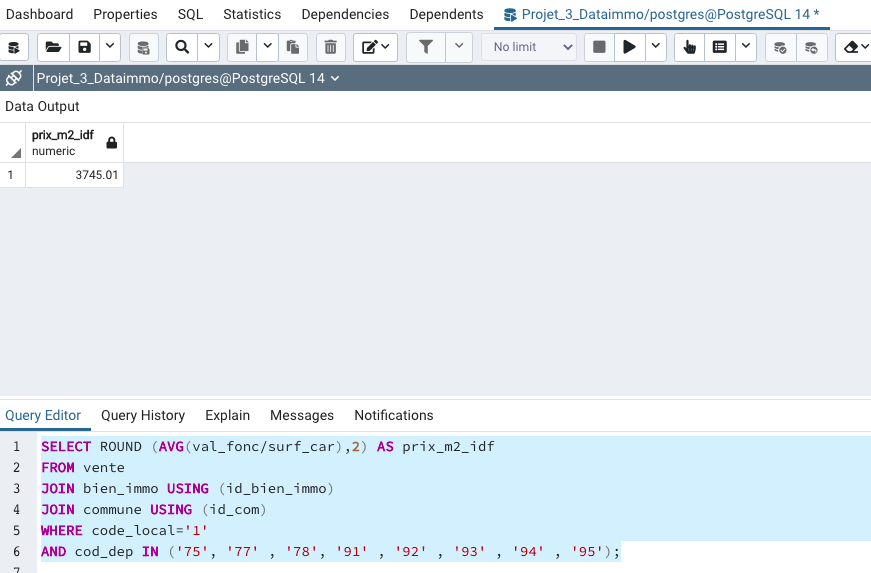 Dashboard Properties SQL Statistics Dependencies Dependents Projet_3_Dataimmo/postgres@PostgreSQL 14 *
No limit
Projet_3_Dataimmo/postgres@PostgreSQL 14
Data Output
prix_m2_idf
numeric
1 3745.01
Query Editor Query History Explain Messages Notifications
1 SELECT ROUND (AVG(val_fonc/surf_car),2) AS prix_m2_idf
2 FROM vente
3 JOIN bien_immo USING (id_bien_immo)
4 JOIN commune USING (id_com)
5 WHERE code_local='1'
6 AND cod_dep IN ('75', '77' , '78', '91' , '92' , '93' , '94' , '95');
7